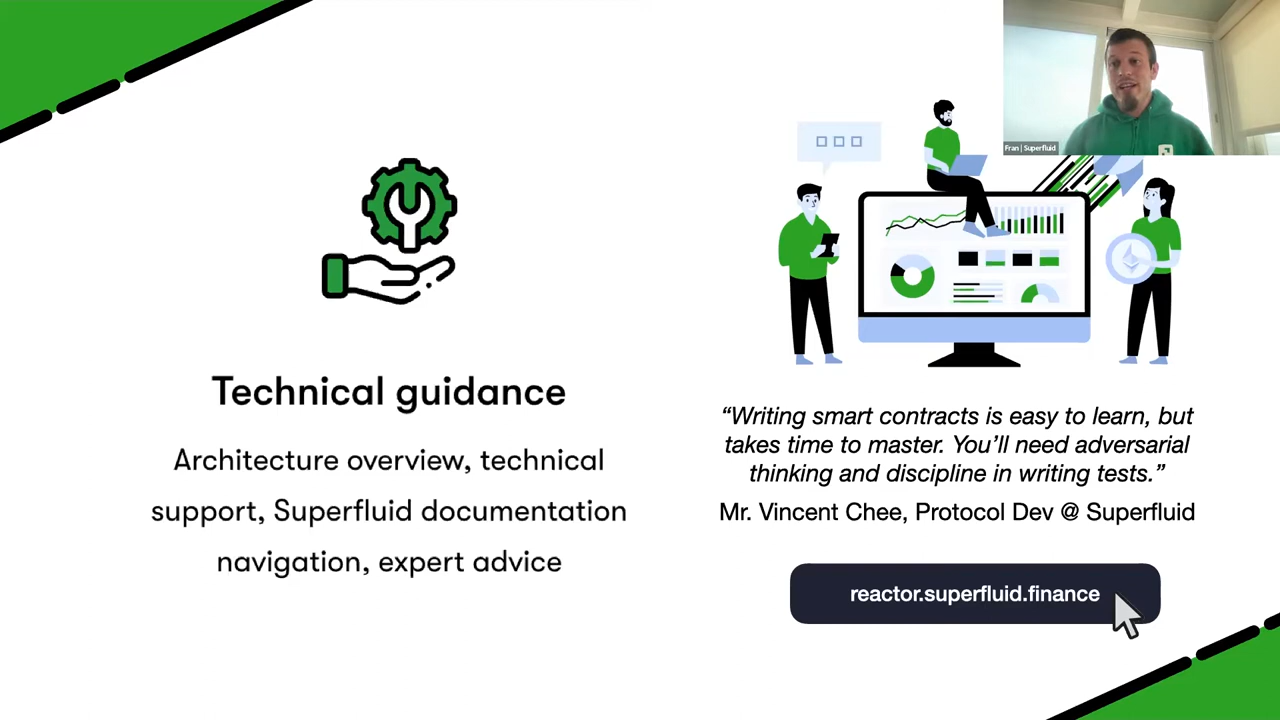 Fran | Superfluid
Technical guidance
Architecture overview, technical
support, Superfluid documentation
navigation, expert advice
“Writing smart contracts is easy to learn, but
takes time to master. You’ll need adversarial
thinking and discipline in writing tests.”
Mr. Vincent Chee, Protocol Dev @ Superfluid
reactor.superfluid.finance